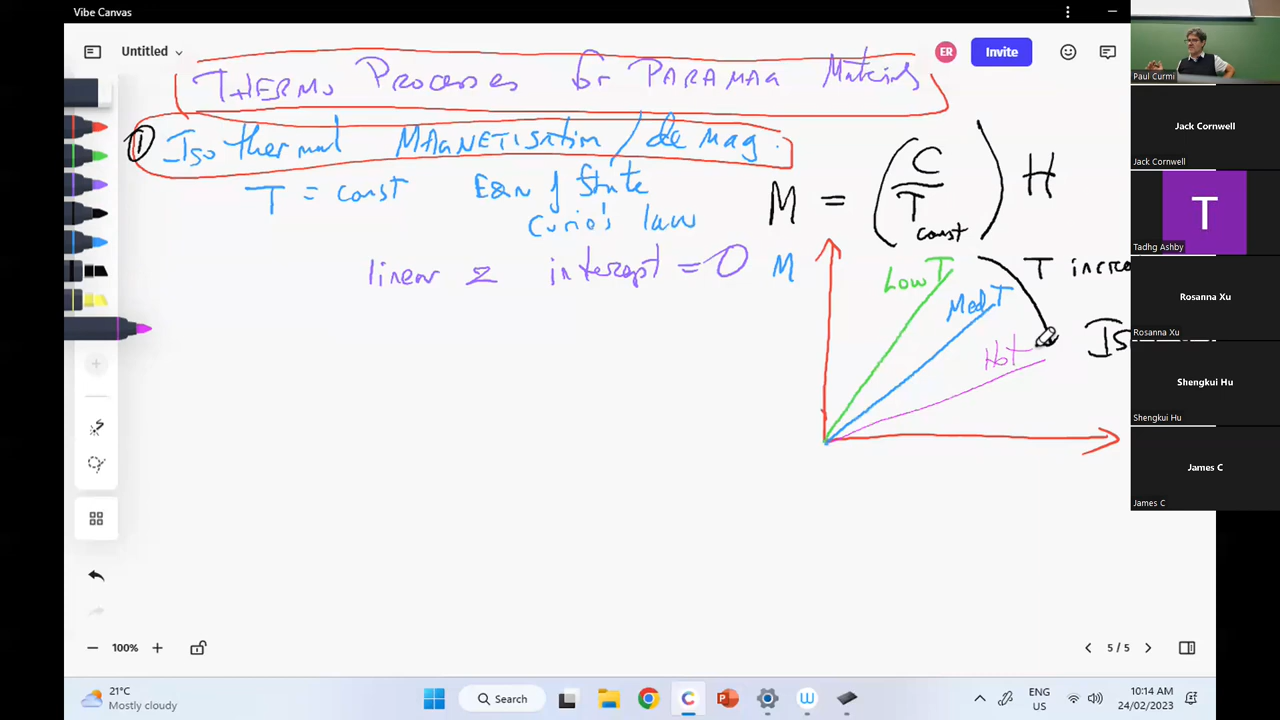 Vibe Canvas
Untitled
ER
Invite
THERMO Processes for PARAMAG Materials
① Isothermal MAGNETISATION / de mag.
T = const Eqn of State
Curie's law
M = (C/T const) H
linear & intercept = 0
M
Low T
Med T
Hot
T increa
Is
Paul Curmi
Jack Cornwell
Jack Cornwell
T
Tadhg Ashby
Rosanna Xu
Rosanna Xu
Shengkui Hu
Shengkui Hu
James C
James C
100%
5 / 5
21°C
Mostly cloudy
Search
ENG
US
10:14 AM
24/02/2023